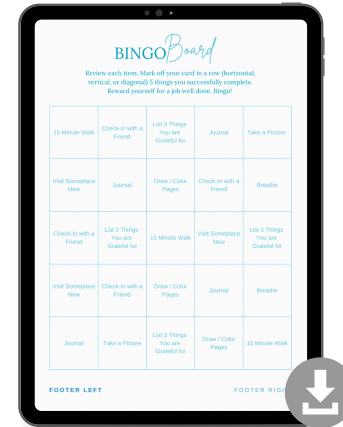 BINGO Board
Review each item. Mark off your card in a row (horizontal,
vertical, or diagonal) 5 things you successfully complete.
Reward yourself for a job well done. Bingo!
15 Minute Walk
Check-In with a
Friend
List 3 Things
You are
Grateful for
Journal
Take a Picture
Visit Someplace
New
Journal
Draw / Color
Pages
Check-in with a
Friend
Breathe
Check-in with a
Friend
List 3 Things
You are
Grateful for
15 Minute Walk
Visit Someplace
New
List 3 Things
You are
Grateful for
Visit Someplace
New
Check-in with a
Friend
Draw / Color
Pages
Journal
Breathe
Journal
Take a Picture
List 3 Things
You are
Grateful for
Draw / Color
Pages
15 Minute Walk
FOOTER LEFT
FOOTER RIGH